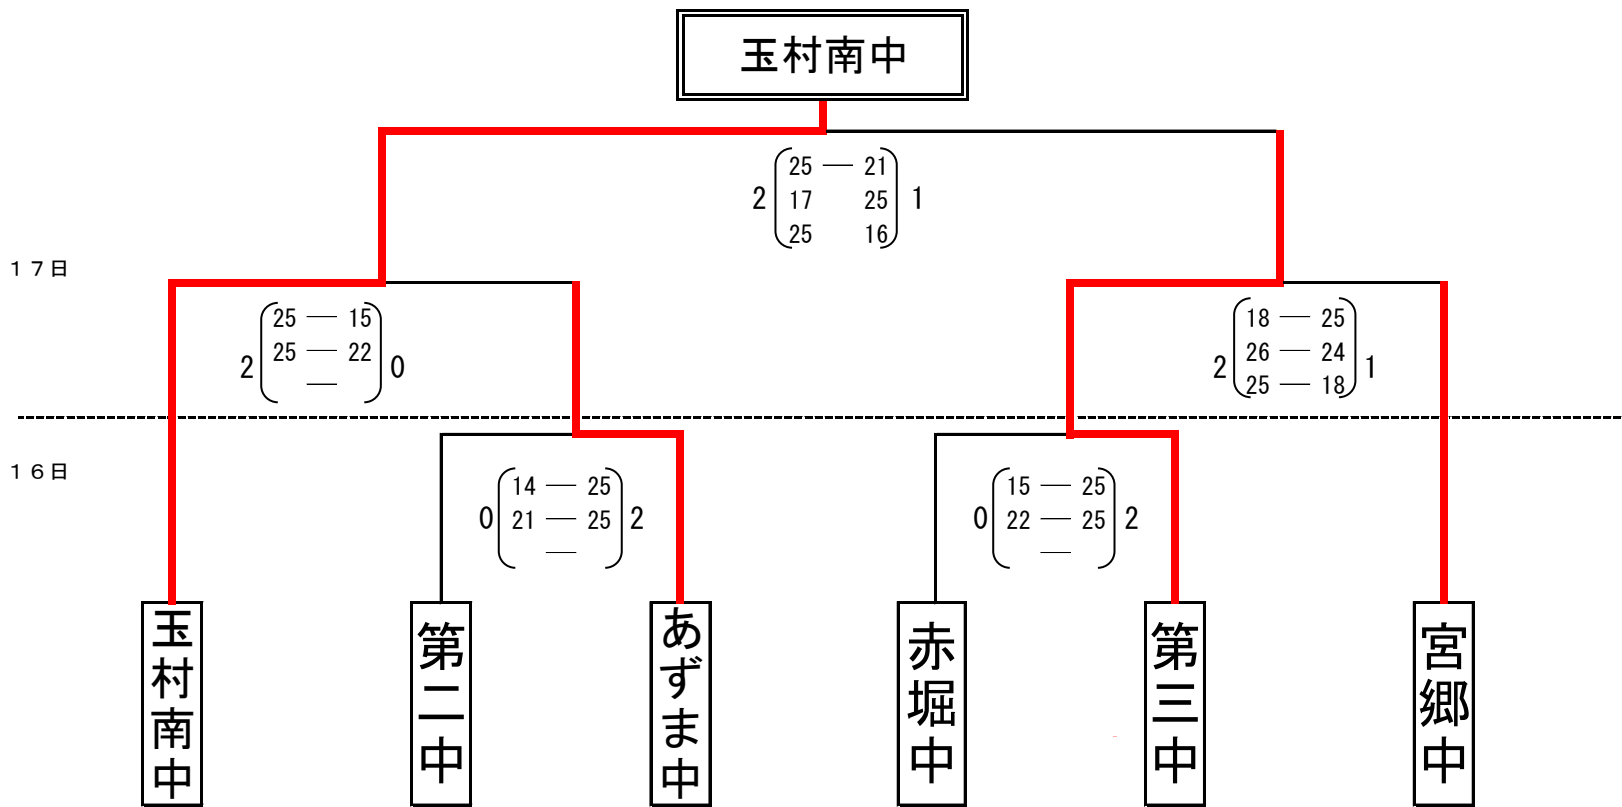 玉村南中
25 — 21
2 17 25 1
25 16
17日
25 — 15
25 — 22
2 — 0
18 — 25
26 — 24
2 25 — 18 1
16日
14 — 25
0 21 — 25 2
—
15 — 25
0 22 — 25 2
—
玉村南中
第二中
あずま中
赤堀中
第三中
宮郷中